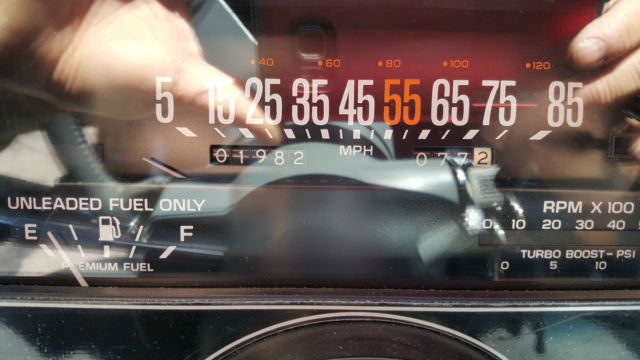 40 60 80 100 120
5 15 25 35 45 55 65 75 85
01982 MPH 0772
UNLEADED FUEL ONLY
E F
PREMIUM FUEL
RPM X 100
0 10 20 30 40
TURBO BOOST-PSI
0 5 10